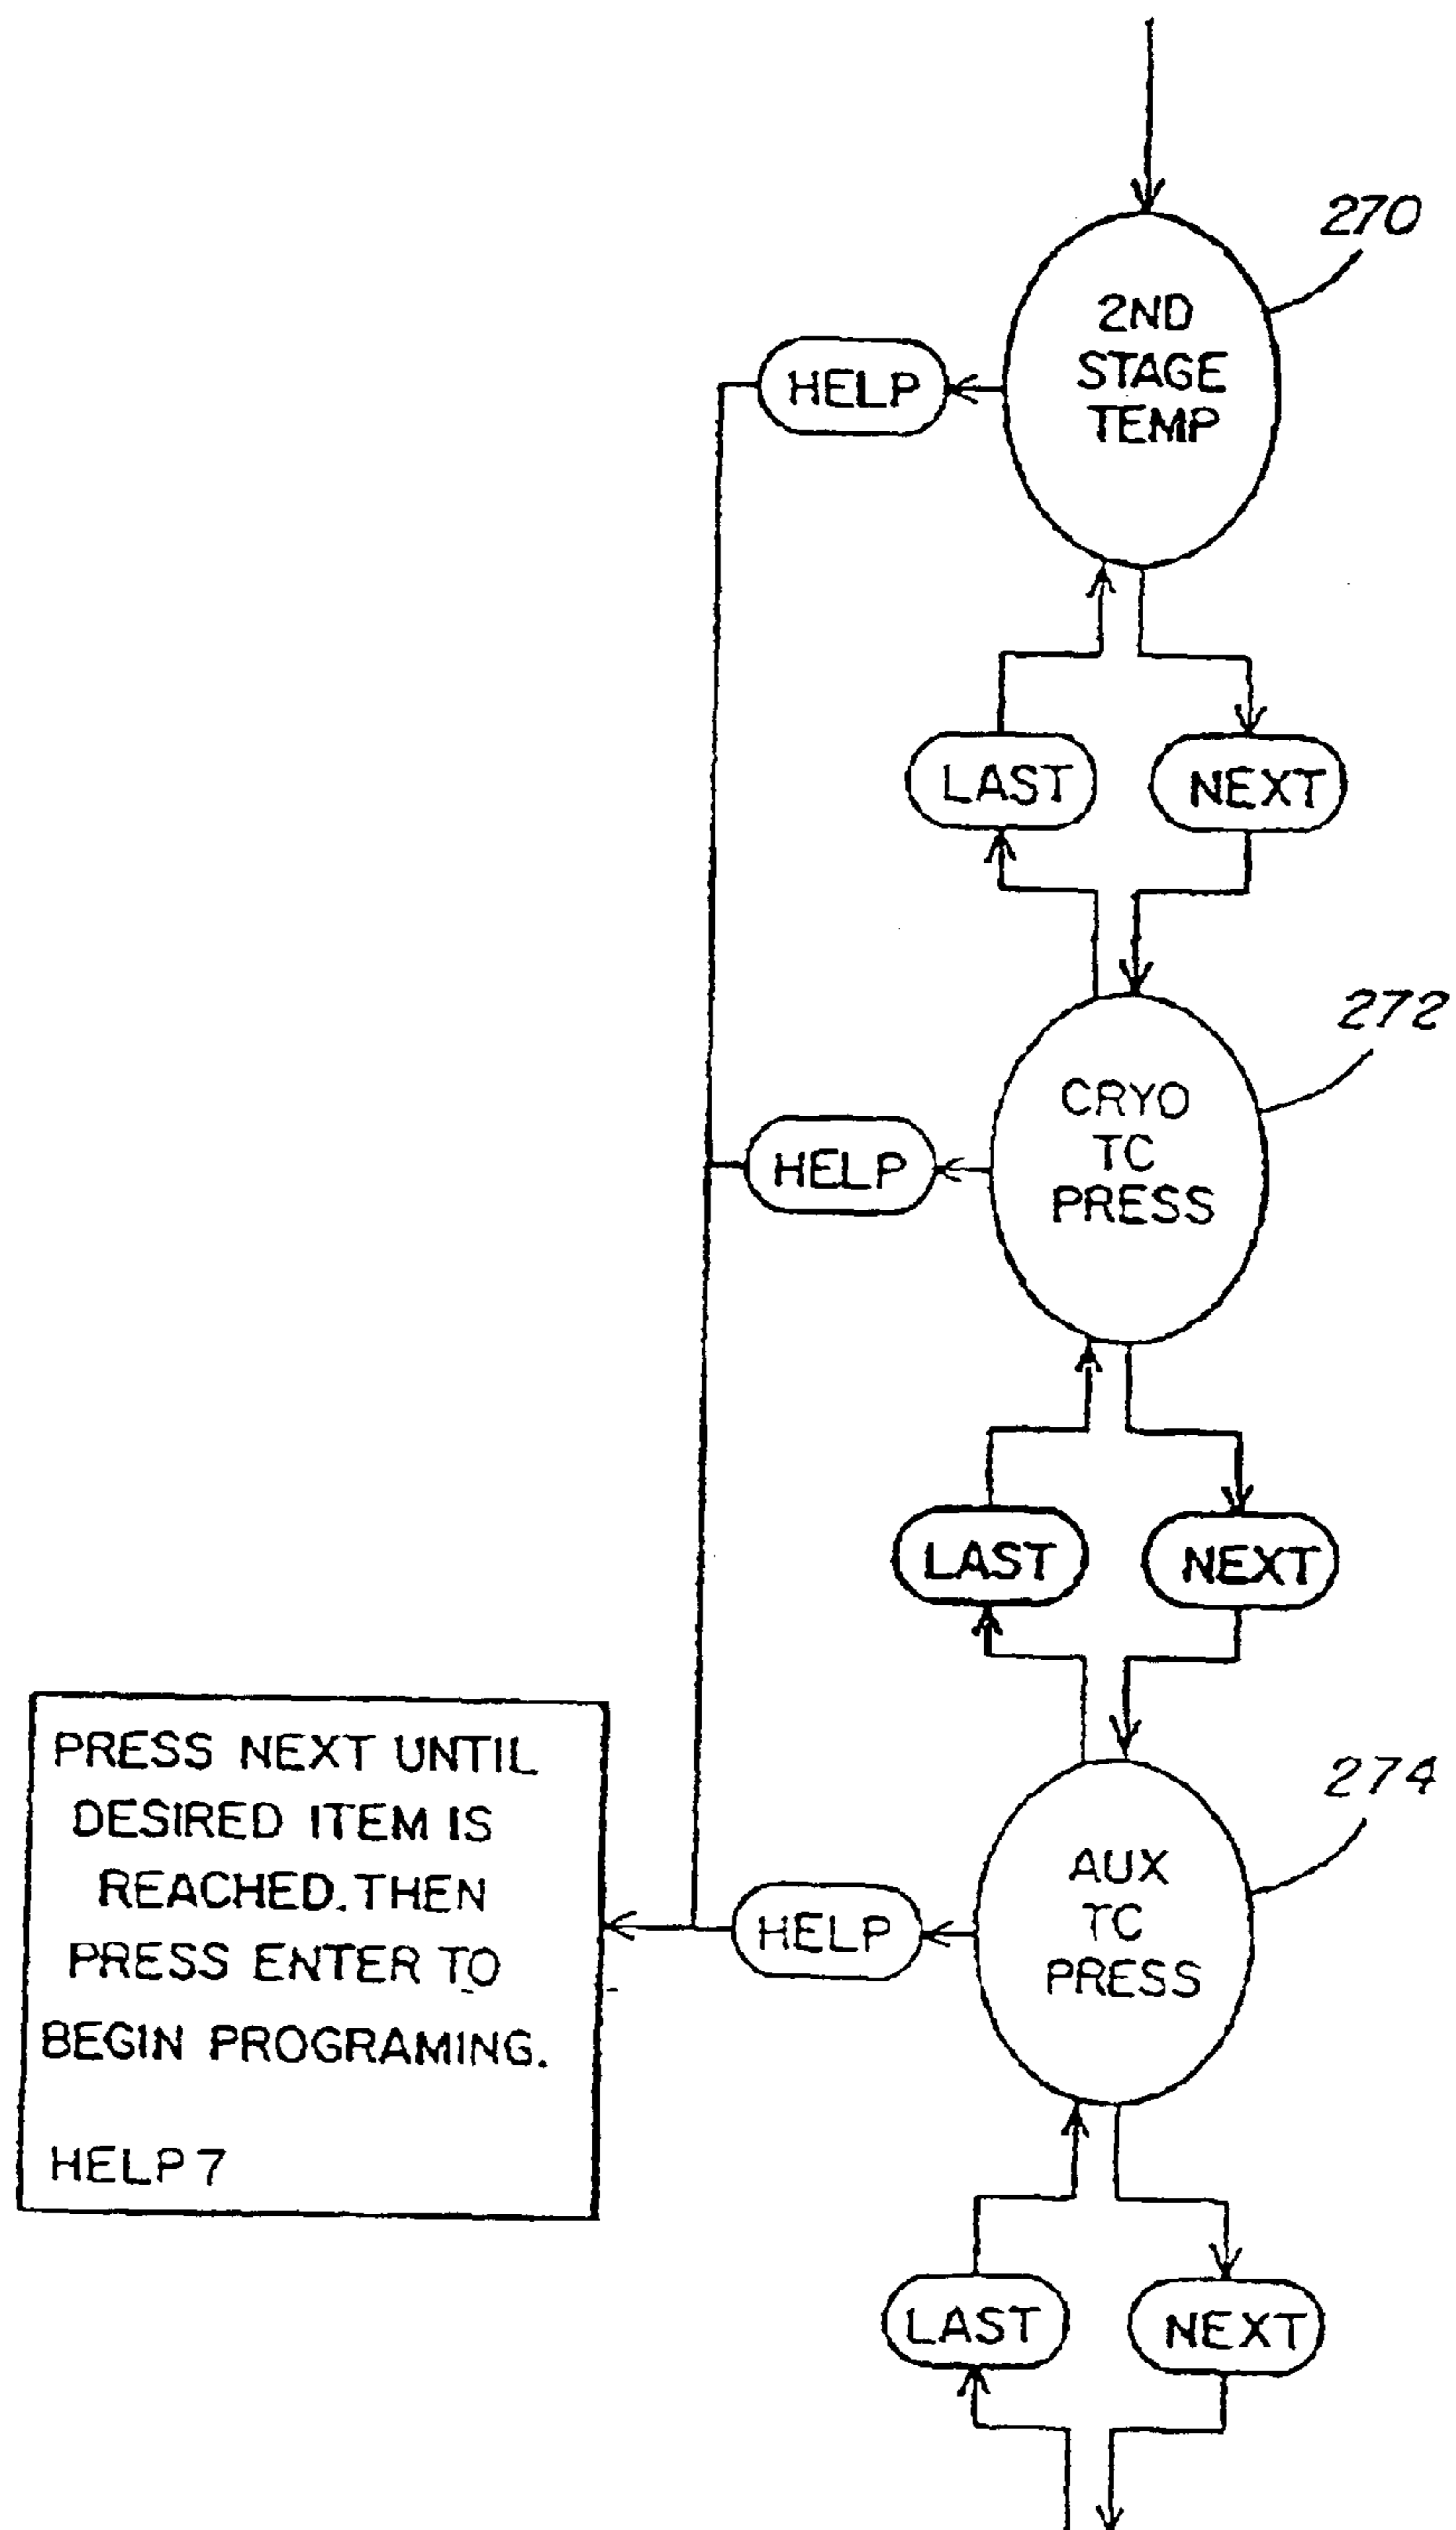 270
2ND
STAGE
TEMP
HELP
LAST
NEXT
272
CRYO
TC
PRESS
HELP
LAST
NEXT
274
AUX
TC
PRESS
HELP
PRESS NEXT UNTIL
DESIRED ITEM IS
REACHED. THEN
PRESS ENTER TO
BEGIN PROGRAMING.
HELP 7
LAST
NEXT